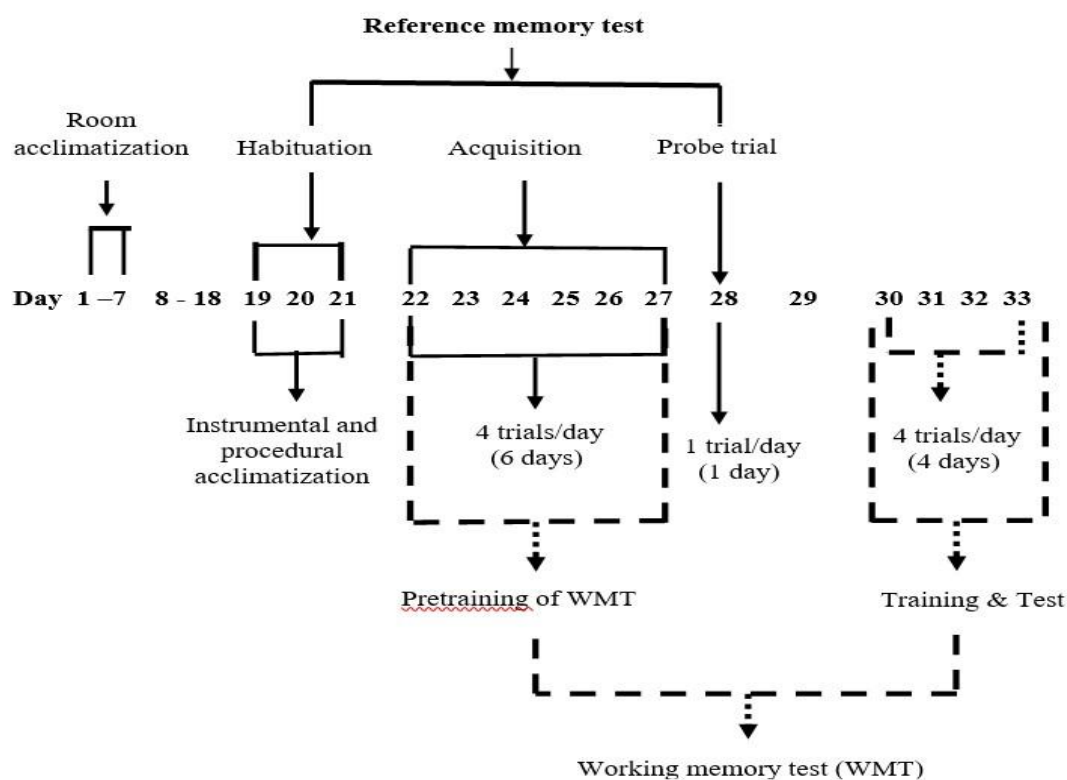 Reference memory test
Room
acclimatization
Habituation
Acquisition
Probe trial
Day 1 –7 8 - 18 19 20 21 22 23 24 25 26 27 28 29 30 31 32 33
Instrumental and
procedural
acclimatization
4 trials/day
(6 days)
1 trial/day
(1 day)
4 trials/day
(4 days)
Pretraining of WMT
Training & Test
Working memory test (WMT)